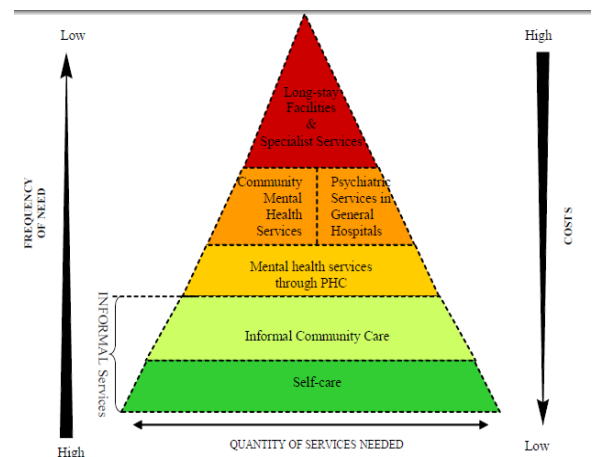 Low
High
Long-stay
Facilities
&
Specialist Services
Community
Mental
Health
Services
Psychiatric
Services in
General
Hospitals
FREQUENCY
OF NEED
COSTS
Mental health services
through PHC
INFORMAL Services
Informal Community Care
Self-care
QUANTITY OF SERVICES NEEDED
High
Low